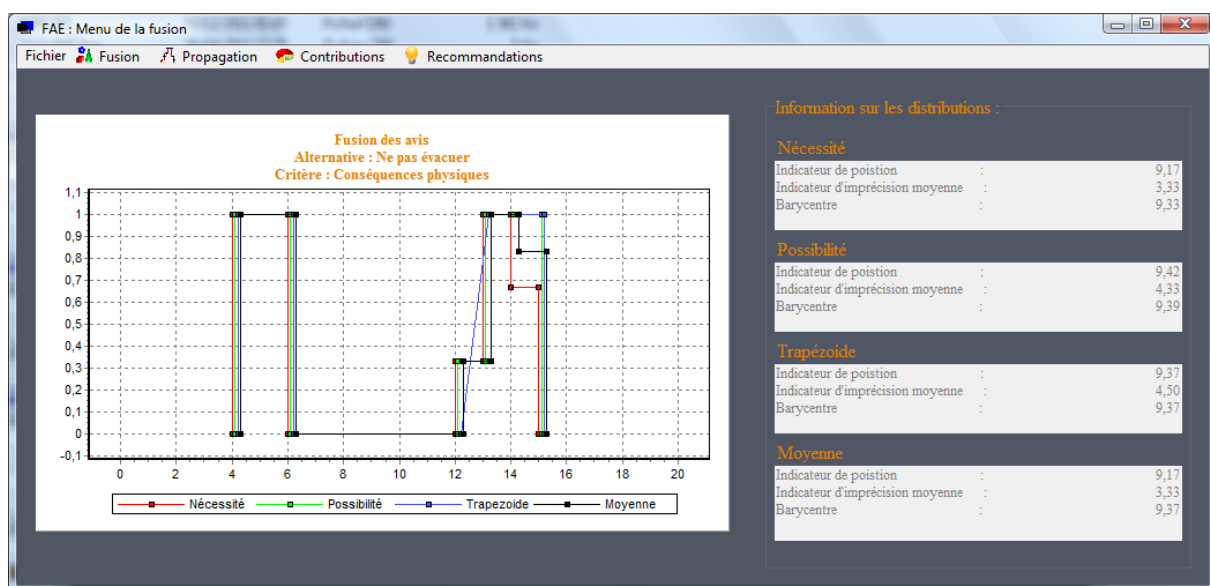 FAE : Menu de la fusion
Fichier Fusion Propagation Contributions Recommandations
Fusion des avis
Alternative : Ne pas évacuer
Critère : Conséquences physiques
1,1
1
0,9
0,8
0,7
0,6
0,5
0,4
0,3
0,2
0,1
0
-0,1
0 2 4 6 8 10 12 14 16 18 20
Nécessité Possibilité Trapezoide Moyenne
Information sur les distributions :
Nécessité
Indicateur de poistion : 9,17
Indicateur d'imprécision moyenne : 3,33
Barycentre : 9,33
Possibilité
Indicateur de poistion : 9,42
Indicateur d'imprécision moyenne : 4,33
Barycentre : 9,39
Trapézoide
Indicateur de poistion : 9,37
Indicateur d'imprécision moyenne : 4,50
Barycentre : 9,37
Moyenne
Indicateur de poistion : 9,17
Indicateur d'imprécision moyenne : 3,33
Barycentre : 9,37